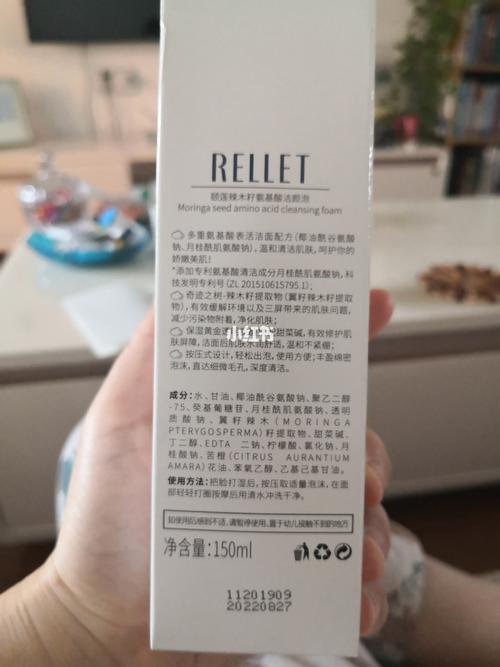 RELLET
颐莲辣木籽氨基酸洁颜泡
Moringa seed amino acid cleansing foam
多重氨基酸表活洁面配方(椰油酰谷氨酸
钠、月桂酰肌氨酸钠),温和清洁肌肤,呵护你的
娇嫩美肌!
*添加专利氨基酸清洁成分月桂酰肌氨酸钠,科
技发明专利号(ZL 201510615795.1);
奇迹之树-辣木籽提取物(翼籽辣木籽提取
物),有效缓解环境以及三屏带来的肌肤问题,
减少污染物附着,净化肌肤;
保湿黄金 甜菜碱,有效修护肌
肤屏障,洁面后肌肤水润舒适,温和不紧绷;
按压式设计,轻松出泡,使用方便;丰盈绵密
泡沫,直达细微毛孔,深度清洁。
小红书
成分:水、甘油、椰油酰谷氨酸钠、聚乙二醇
-75、癸基葡糖苷、月桂酰肌氨酸钠、透明
质酸钠、翼籽辣木(MORINGA
PTERYGOSPERMA)籽提取物、甜菜碱、
丁二醇、EDTA 二钠、柠檬酸、氯化钠、月
桂酸钠、苦橙(CITRUS AURANTIUM
AMARA)花油、苯氧乙醇、乙基己基甘油。
使用方法:把脸打湿后,按压取适量泡沫,在面
部轻轻打圈按摩后用清水冲洗干净。
如使用后感到不适,请暂停使用。置于幼儿接触不到的地方
净含量:150ml
11201909
20220827